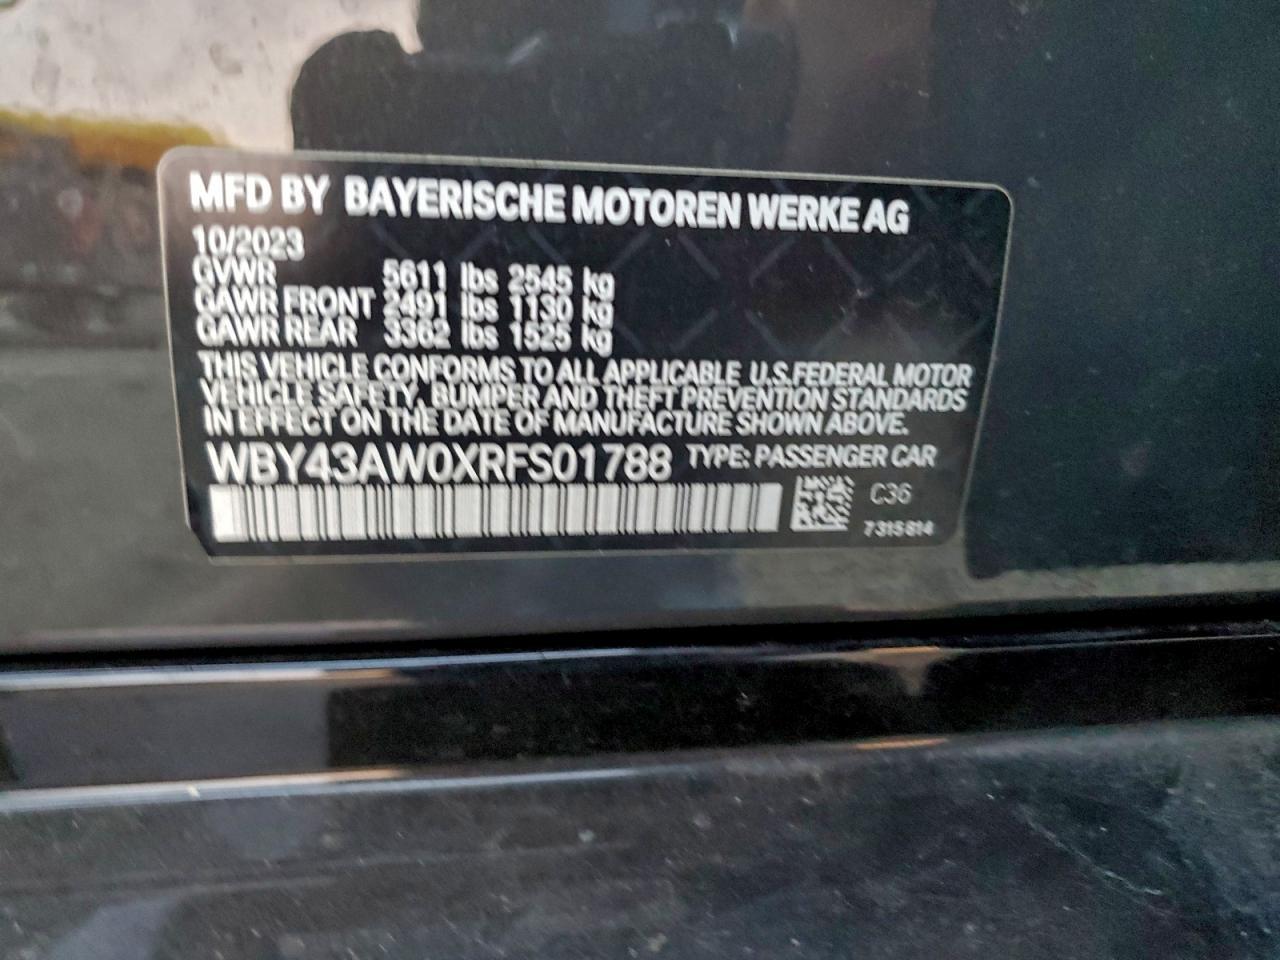 MFD BY BAYERISCHE MOTOREN WERKE AG
10/2023
GVWR 5611 lbs 2545 kg
GAWR FRONT 2491 lbs 1130 kg
GAWR REAR 3362 lbs 1525 kg
THIS VEHICLE CONFORMS TO ALL APPLICABLE U.S.FEDERAL MOTOR
VEHICLE SAFETY, BUMPER AND THEFT PREVENTION STANDARDS
IN EFFECT ON THE DATE OF MANUFACTURE SHOWN ABOVE.
WBY43AW0XRFS01788 TYPE: PASSENGER CAR
C36
7315814